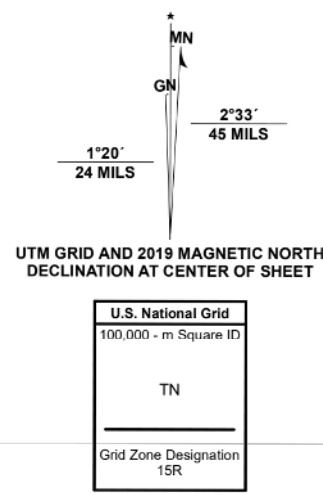 MN
GN
2°33´
45 MILS
1°20´
24 MILS
UTM GRID AND 2019 MAGNETIC NORTH
DECLINATION AT CENTER OF SHEET
U.S. National Grid
100,000 - m Square ID
TN
Grid Zone Designation
15R